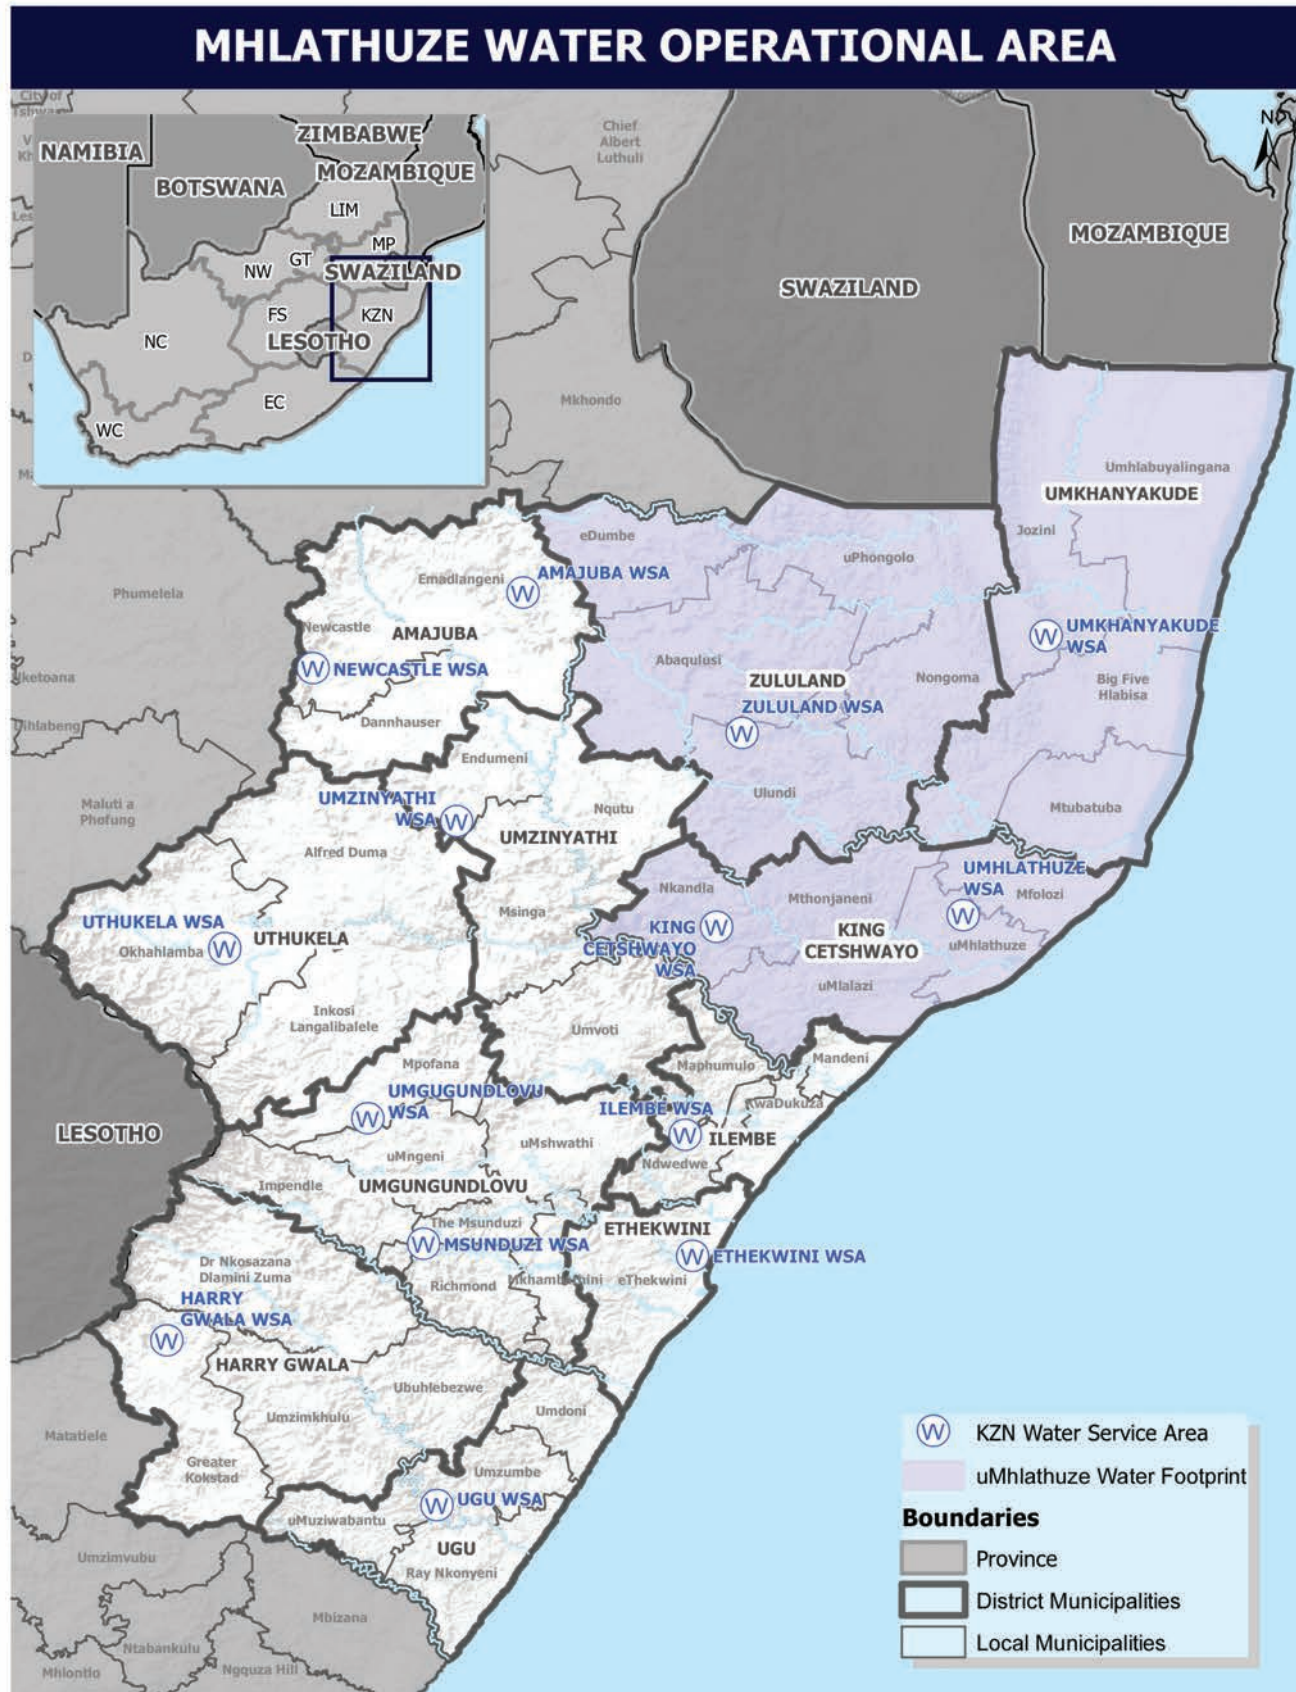 MHLATHUZE WATER OPERATIONAL AREA
City of
Chief
Albert
Luthuli
N
NAMIBIA
ZIMBABWE
MOZAMBIQUE
BOTSWANA
LIM
MP
GT
NW
SWAZILAND
FS
KZN
LESOTHO
NC
EC
WC
MOZAMBIQUE
SWAZILAND
Mkhondo
Umhlabuyalingana
UMKHANYAKUDE
Jozini
eDumbe
uPhongolo
Emadlangeni
W
AMAJUBA WSA
Phumelela
Newcastle
AMAJUBA
W
UMKHANYAKUDE
WSA
W
NEWCASTLE WSA
Abaqulusi
ZULULAND
Nongoma
Big Five
Hlabisa
ZULULAND WSA
W
Dannhauser
Endumeni
Maluti a
Phofung
UMZINYATHI
WSA
W
Nqutu
Ulundi
Mtubatuba
UMZINYATHI
Alfred Duma
UMHLATHUZE
WSA
W
Nkandla
Mthonjaneni
Mfolozi
Msinga
UTHUKELA WSA
W
Okhahlamba
UTHUKELA
KING
CETSHWAYO
WSA
W
KING
CETSHWAYO
uMhlathuze
uMlalazi
Inkosi
Langalibalele
Umvoti
Mpofana
Maphumulo
Mandeni
UMGUGUNDLOVU
WSA
W
KwaDukuza
ILEMBE WSA
W
ILEMBE
LESOTHO
uMshwathi
uMngeni
Ndwedwe
Impendle
UMGUNGUNDLOVU
The Msunduzi
ETHEKWINI
W
MSUNDUZI WSA
W
ETHEKWINI WSA
Dr Nkosazana
Dlamini Zuma
Richmond
Mkhambathini
eThekwini
HARRY
GWALA WSA
W
HARRY GWALA
Ubuhlebezwe
Umzimkhulu
Umdoni
Matatiele
Greater
Kokstad
Umzumbe
W
UGU WSA
uMuziwabantu
UGU
Ray Nkonyeni
Umzimvubu
Mbizana
Ntabankulu
Mhlontlo
Ngquza Hill
W
KZN Water Service Area
uMhlathuze Water Footprint
Boundaries
Province
District Municipalities
Local Municipalities